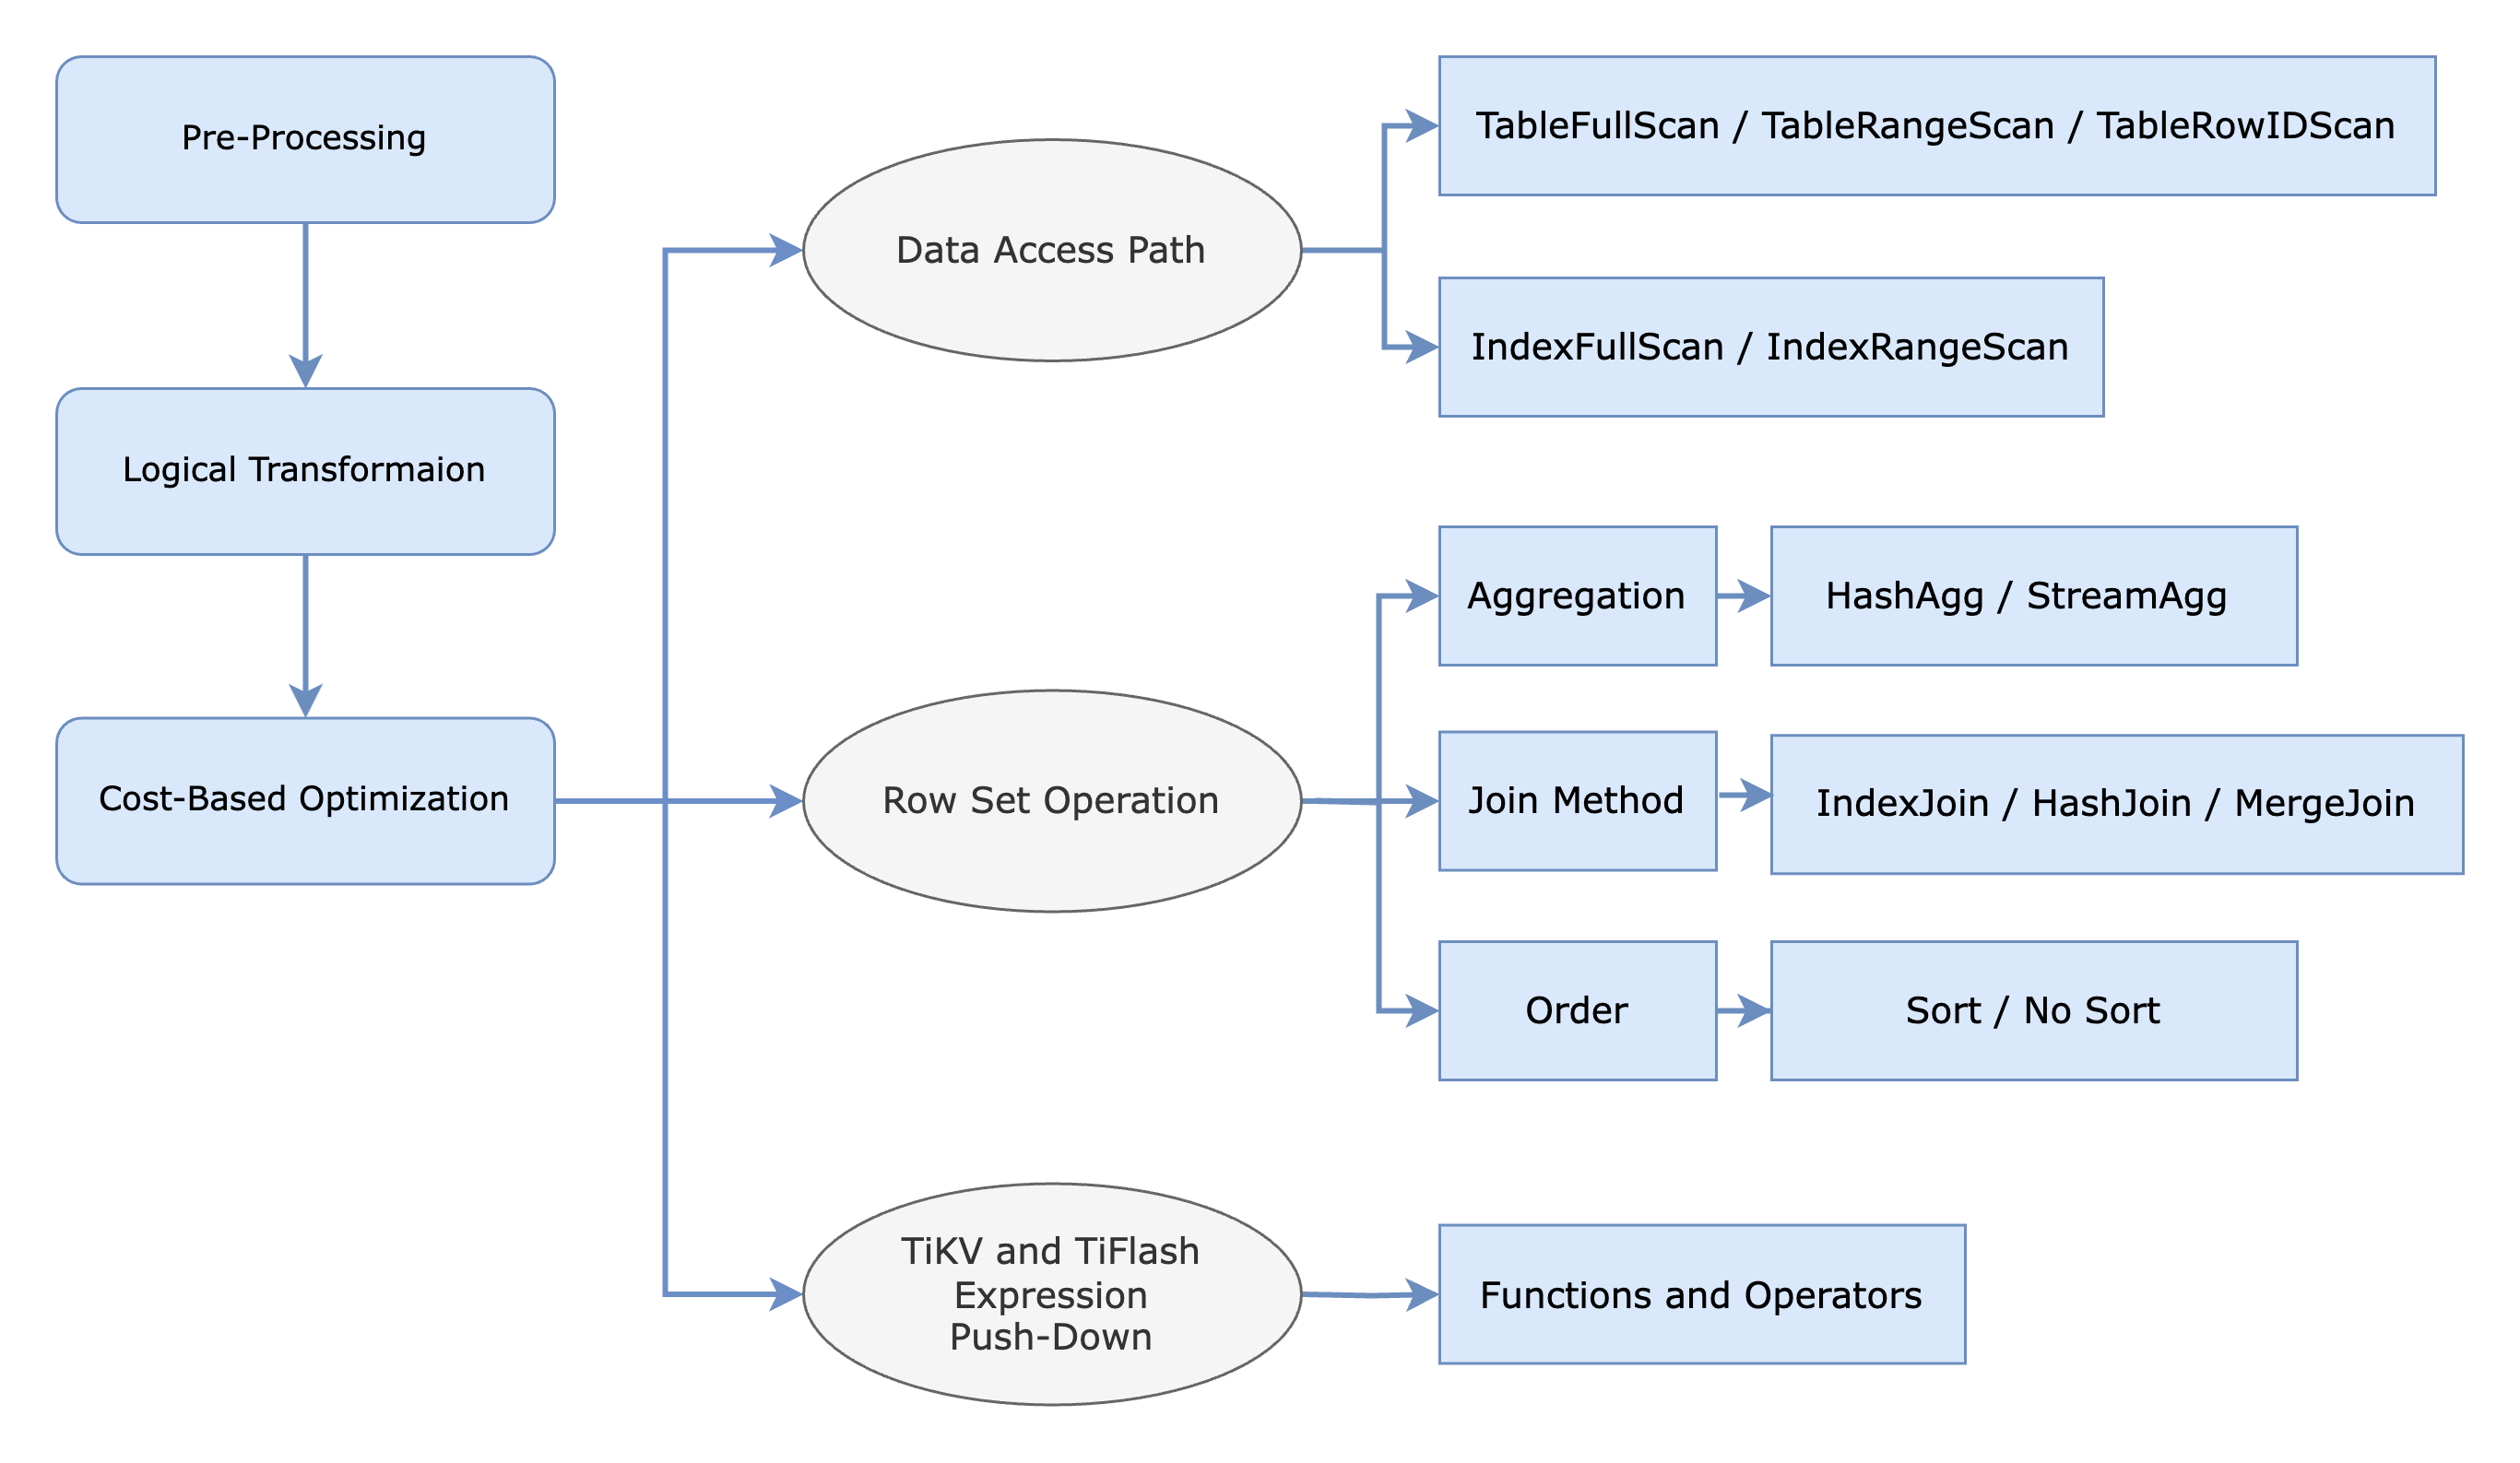 Pre-Processing
Logical Transformaion
Cost-Based Optimization
Data Access Path
TableFullScan / TableRangeScan / TableRowIDScan
IndexFullScan / IndexRangeScan
Row Set Operation
Aggregation
HashAgg / StreamAgg
Join Method
IndexJoin / HashJoin / MergeJoin
Order
Sort / No Sort
TiKV and TiFlash
Expression
Push-Down
Functions and Operators